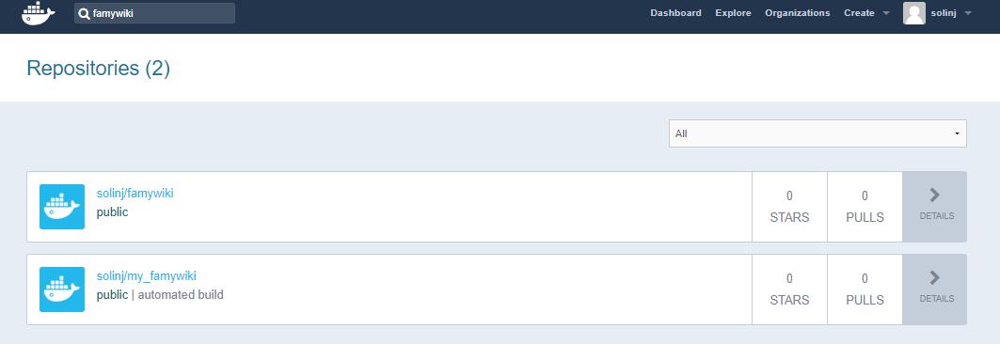 famywiki
Dashboard Explore Organizations Create solinj
Repositories (2)
All
solinj/famywiki
public
0
STARS
0
PULLS
DETAILS
solinj/my_famywiki
public | automated build
0
STARS
0
PULLS
DETAILS